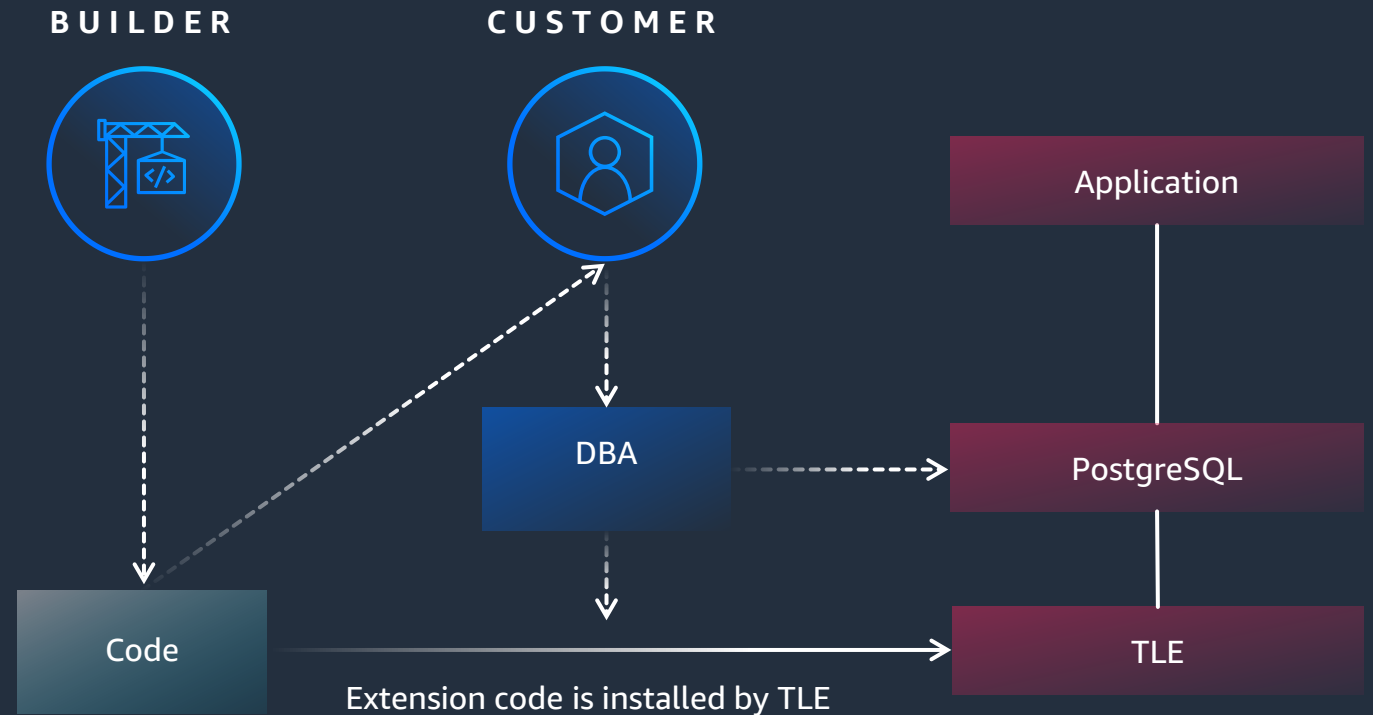 BUILDER
CUSTOMER
</>
Application
DBA
PostgreSQL
Code
TLE
Extension code is installed by TLE